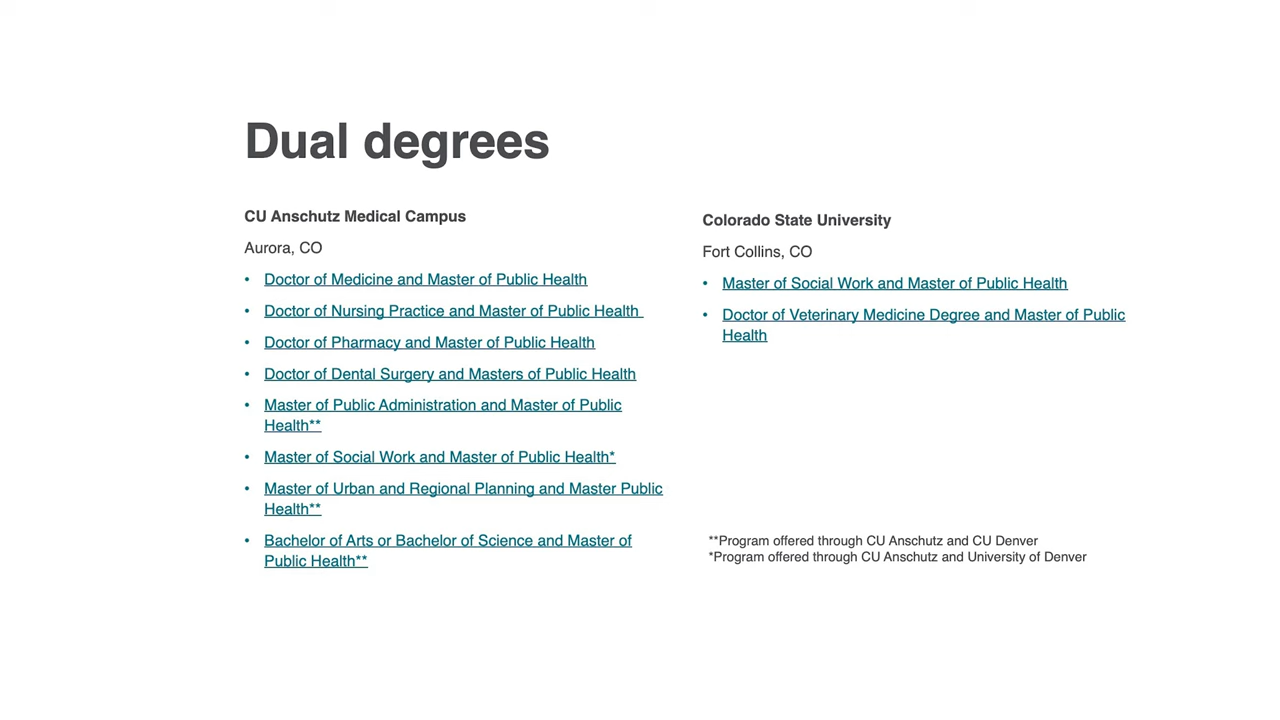 Dual degrees
CU Anschutz Medical Campus
Aurora, CO
• Doctor of Medicine and Master of Public Health
• Doctor of Nursing Practice and Master of Public Health
• Doctor of Pharmacy and Master of Public Health
• Doctor of Dental Surgery and Masters of Public Health
• Master of Public Administration and Master of Public
Health**
• Master of Social Work and Master of Public Health*
• Master of Urban and Regional Planning and Master Public
Health**
• Bachelor of Arts or Bachelor of Science and Master of
Public Health**
Colorado State University
Fort Collins, CO
• Master of Social Work and Master of Public Health
• Doctor of Veterinary Medicine Degree and Master of Public
Health
**Program offered through CU Anschutz and CU Denver
*Program offered through CU Anschutz and University of Denver